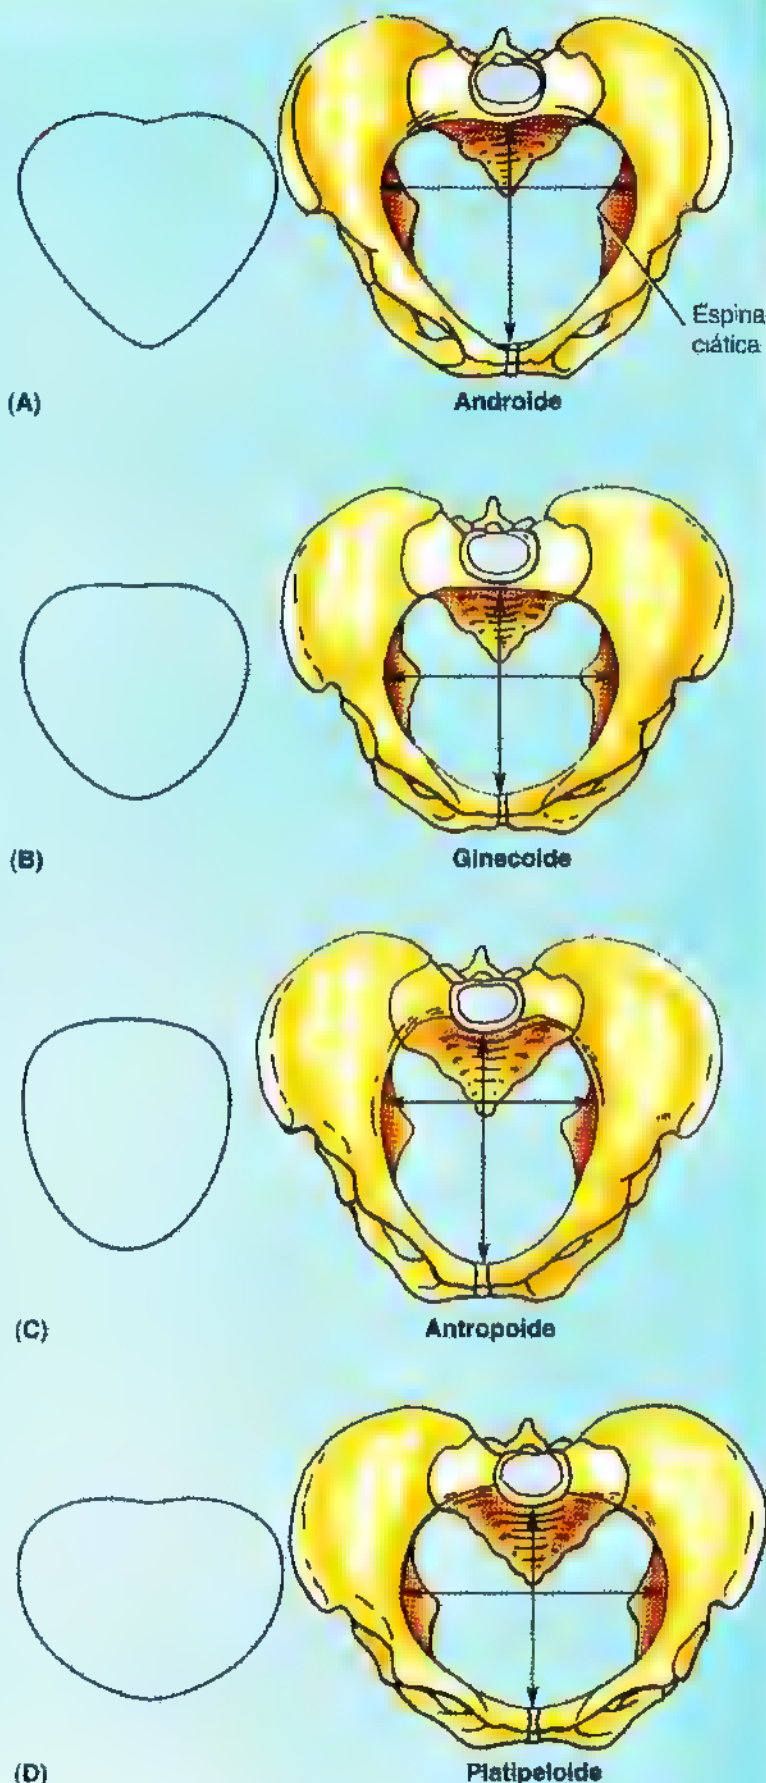 Espina
ciática
(A)
Androide
(B)
Ginecoide
(C)
Antropoide
(D)
Platipeloide